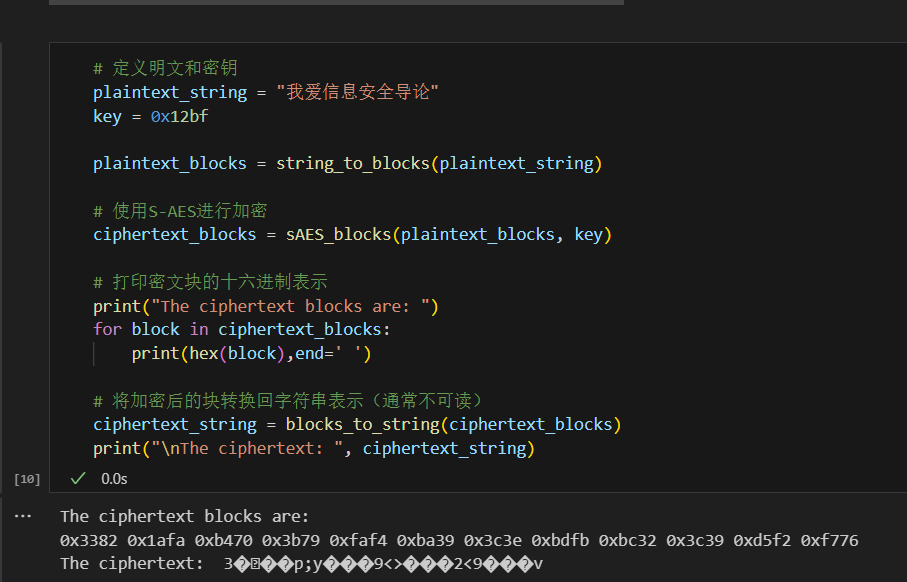 # 定义明文和密钥
plaintext_string = "我爱信息安全导论"
key = 0x12bf
plaintext_blocks = string_to_blocks(plaintext_string)
# 使用S-AES进行加密
ciphertext_blocks = sAES_blocks(plaintext_blocks, key)
# 打印密文块的十六进制表示
print("The ciphertext blocks are: ")
for block in ciphertext_blocks:
    print(hex(block),end=' ')
# 将加密后的块转换回字符串表示（通常不可读）
ciphertext_string = blocks_to_string(ciphertext_blocks)
print("\nThe ciphertext: ", ciphertext_string)
[10] ✓ 0.0s
... The ciphertext blocks are:
0x3382 0x1afa 0xb470 0x3b79 0xfaf4 0xba39 0x3c3e 0xbdfb 0xbc32 0x3c39 0xd5f2 0xf776
The ciphertext:  3�␚��p;y���9<>���2<9���v